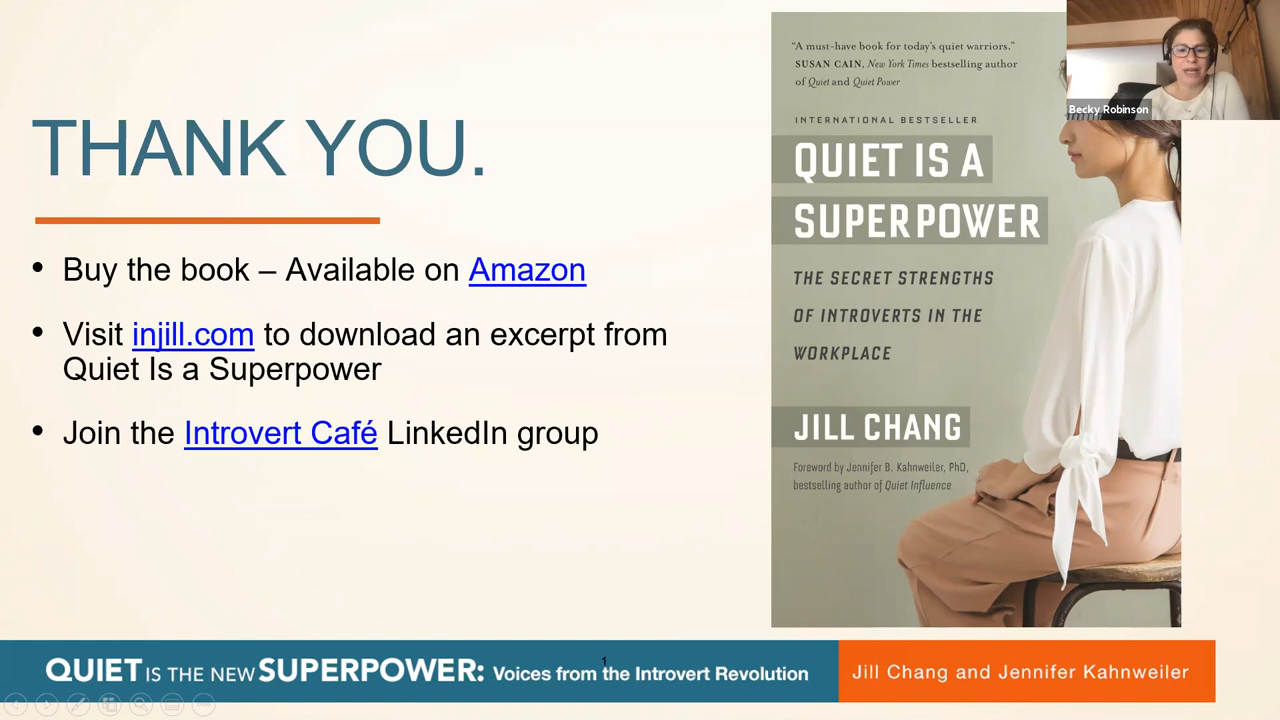 THANK YOU.
• Buy the book – Available on Amazon
• Visit injill.com to download an excerpt from
Quiet Is a Superpower
• Join the Introvert Café LinkedIn group
“A must-have book for today’s quiet warriors.”
SUSAN CAIN, New York Times bestselling author
of Quiet and Quiet Power
INTERNATIONAL BESTSELLER
QUIET IS A
SUPERPOWER
THE SECRET STRENGTHS
OF INTROVERTS IN THE
WORKPLACE
JILL CHANG
Foreword by Jennifer B. Kahnweiler, PhD,
bestselling author of Quiet Influence
Becky Robinson
QUIET IS THE NEW SUPERPOWER: Voices from the Introvert Revolution
1
Jill Chang and Jennifer Kahnweiler